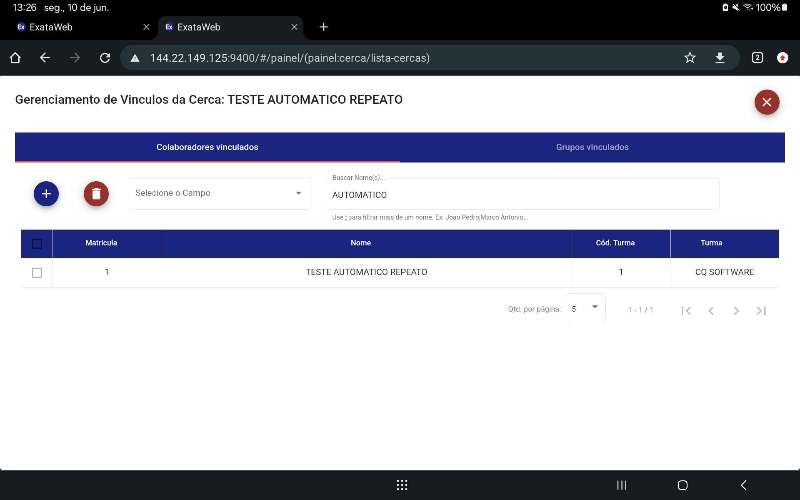 13:26 seg., 10 de jun. 100%
Ex ExataWeb
Ex ExataWeb
144.22.149.125:9400/#/painel/(painel:cerca/lista-cercas) 2
Gerenciamento de Vinculos da Cerca: TESTE AUTOMATICO REPEATO
Colaboradores vinculados Grupos vinculados
Selecione o Campo
Buscar Nome(s)...
AUTOMATICO
Use ; para filtrar mais de um nome. Ex: Joao Pedro;Marco Antonio...
Matricula Nome Cód. Turma Turma
1 TESTE AUTOMATICO REPEATO 1 CQ SOFTWARE
Qtd. por página: 5 1 - 1 / 1